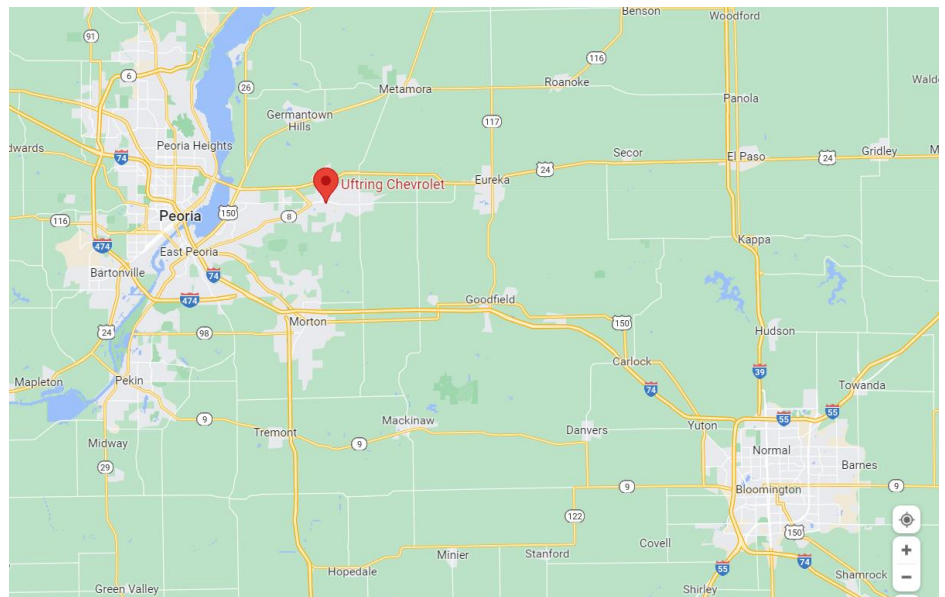 Benson
Woodford
91
6
116
26
Metamora
Roanoke
Walde
Panola
Germantown
Hills
117
Edwards
74
Peoria Heights
Secor
El Paso
24
Gridley
M
Uftring Chevrolet
Eureka
24
Peoria
150
8
116
474
East Peoria
Kappa
Bartonville
74
474
Goodfield
Morton
150
24
98
Hudson
Carlock
39
Mapleton
Pekin
74
Towanda
55
55
9
Mackinaw
Tremont
9
Danvers
Yuton
Midway
Normal
29
Barnes
9
Bloomington
9
122
150
Covell
Minier
Stanford
+
55
74
−
Hopedale
Shamrock
Green Valley
Shirley